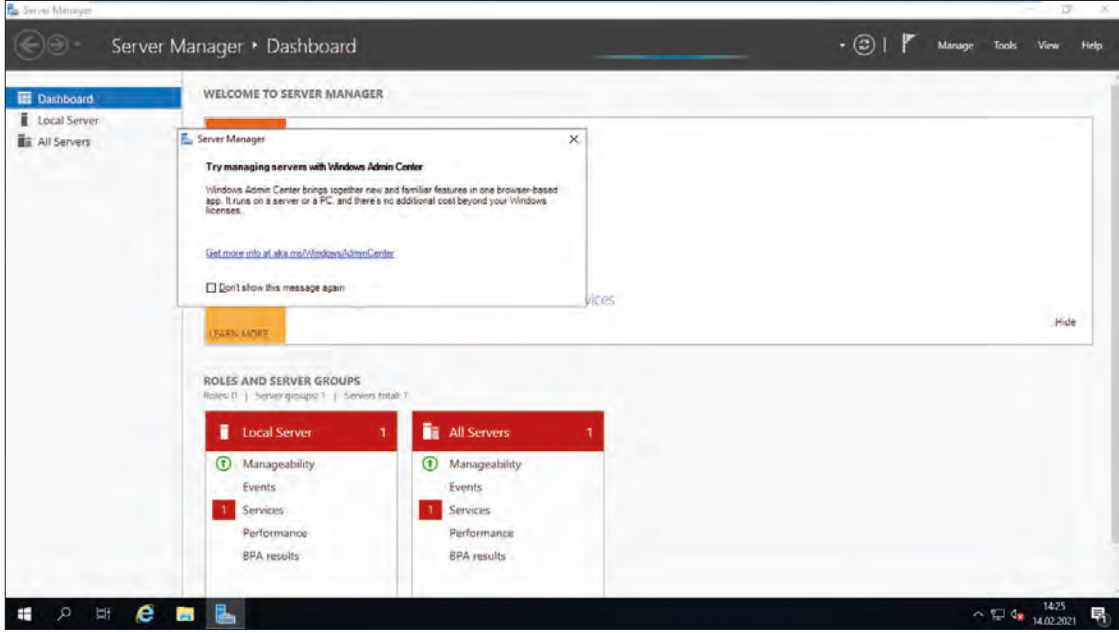 Server Manager
Server Manager ‣ Dashboard
Manage Tools View Help
Dashboard
Local Server
All Servers
WELCOME TO SERVER MANAGER
Server Manager
Try managing servers with Windows Admin Center
Windows Admin Center brings together new and familiar features in one browser-based
app. It runs on a server or a PC, and there's no additional cost beyond your Windows
licenses.
Get more info at aka.ms/WindowsAdminCenter
Don't show this message again
vices
LEARN MORE
Hide
ROLES AND SERVER GROUPS
Roles: 0 | Server groups: 1 | Servers total: 1
Local Server 1
Manageability
Events
1 Services
Performance
BPA results
All Servers 1
Manageability
Events
1 Services
Performance
BPA results
14:25
14.02.2021